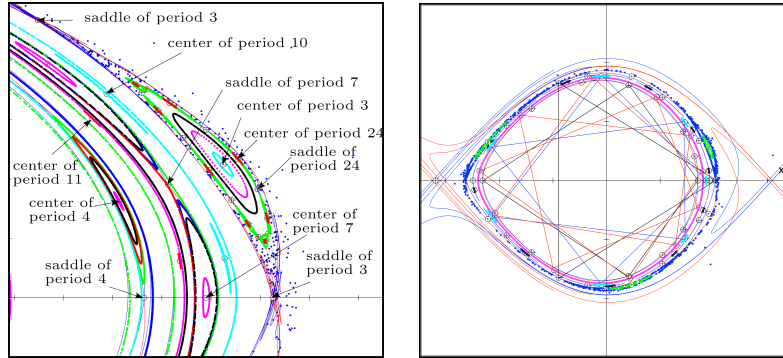 saddle of period 3
center of period 10
saddle of period 7
center of period 3
center of period 24
saddle of
period 24
center of
period 11
center of
period 4
center of
period 7
saddle of
period 4
saddle of
period 3
x